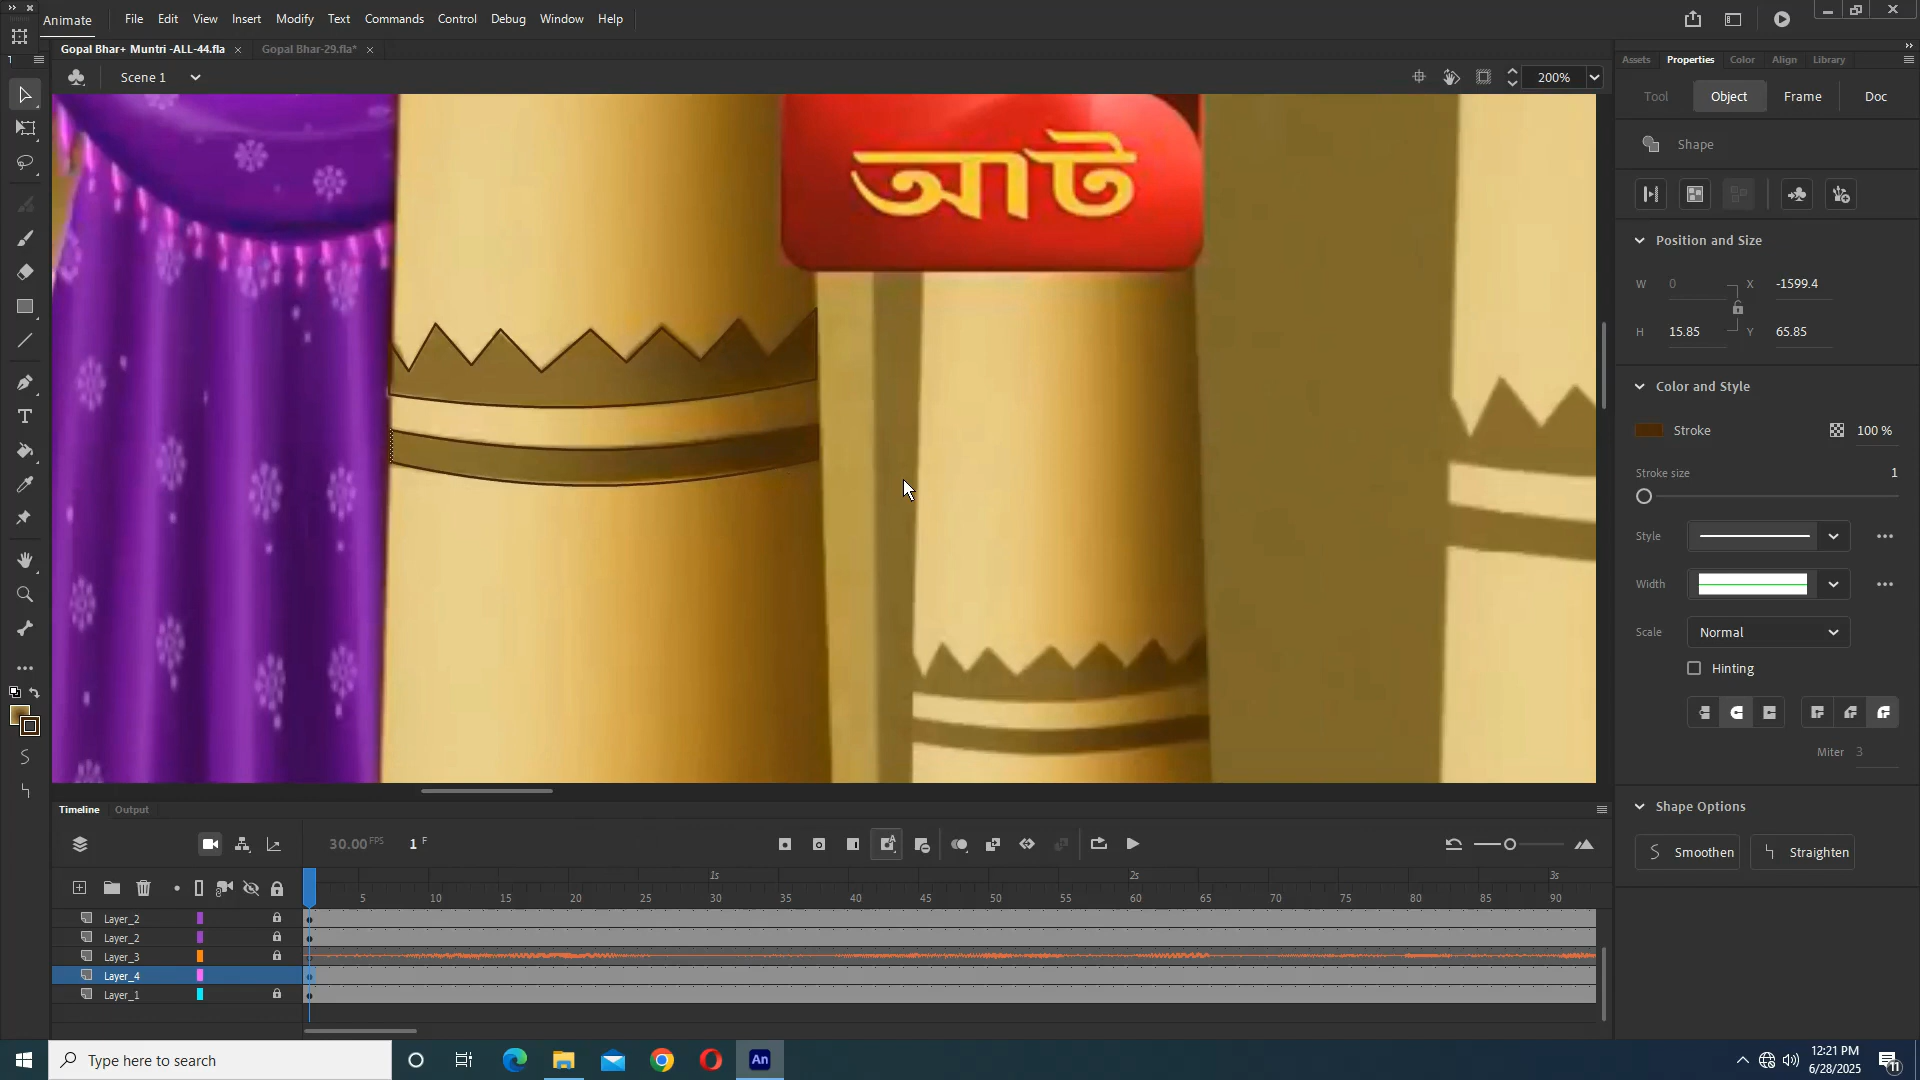 Animate
File Edit View Insert Modify Text Commands Control Debug Window Help
Gopal Bhar+ Muntri -ALL-44.fla
Gopal Bhar-29.fla*
Scene 1
200%
Assets Properties Color Align Library
Tool Object Frame Doc
Shape
Position and Size
W 0 X -1599.4
H 15.85 Y 65.85
Color and Style
Stroke 100 %
Stroke size 1
Style
Width
Scale Normal
Hinting
Miter 3
Shape Options
Smoothen Straighten
আট
Timeline Output
30.00 FPS 1 F
1s 2s 3s
5 10 15 20 25 30 35 40 45 50 55 60 65 70 75 80 85 90
Layer_2
Layer_2
Layer_3
Layer_4
Layer_1
Type here to search
An
12:21 PM
6/28/2025
11